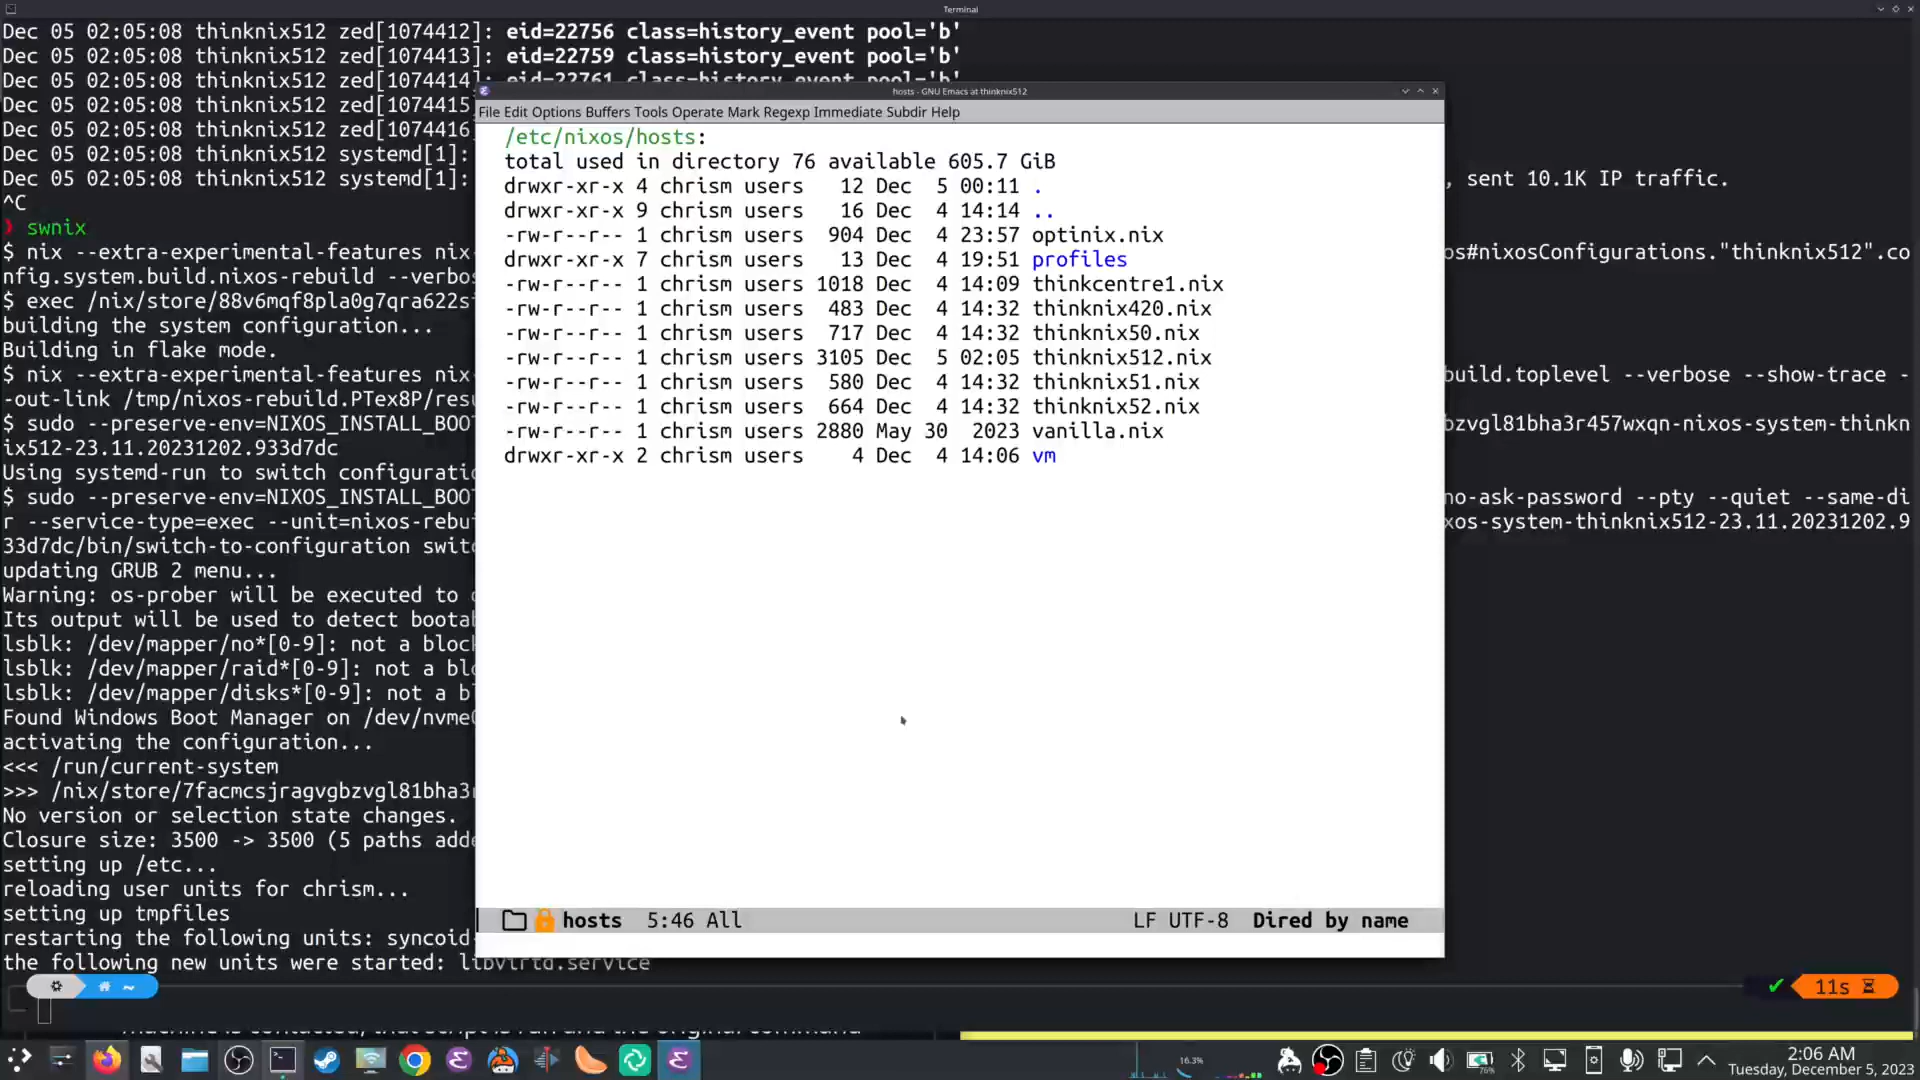 Terminal
Dec 05 02:05:08 thinknix512 zed[1074412]: eid=22756 class=history_event pool='b'
Dec 05 02:05:08 thinknix512 zed[1074413]: eid=22759 class=history_event pool='b'
Dec 05 02:05:08 thinknix512 zed[1074414]: eid=22761 class=history_event pool='b'
Dec 05 02:05:08 thinknix512 zed[1074415
Dec 05 02:05:08 thinknix512 zed[1074416
Dec 05 02:05:08 thinknix512 systemd[1]:
Dec 05 02:05:08 thinknix512 systemd[1]: , sent 10.1K IP traffic.
^C
❯ swnix
$ nix --extra-experimental-features nix- os#nixosConfigurations."thinknix512".co
nfig.system.build.nixos-rebuild --verbos
$ exec /nix/store/88v6mqf8pla0g7qra622s
building the system configuration...
Building in flake mode.
$ nix --extra-experimental-features nix- build.toplevel --verbose --show-trace -
-out-link /tmp/nixos-rebuild.PTex8P/resu
$ sudo --preserve-env=NIXOS_INSTALL_BOOT bzvgl81bha3r457wxqn-nixos-system-thinkn
ix512-23.11.20231202.933d7dc
Using systemd-run to switch configuratio
$ sudo --preserve-env=NIXOS_INSTALL_BOOT no-ask-password --pty --quiet --same-di
r --service-type=exec --unit=nixos-rebu xos-system-thinknix512-23.11.20231202.9
33d7dc/bin/switch-to-configuration switc
updating GRUB 2 menu...
Warning: os-prober will be executed to
Its output will be used to detect boota
lsblk: /dev/mapper/no*[0-9]: not a bloc
lsblk: /dev/mapper/raid*[0-9]: not a bl
lsblk: /dev/mapper/disks*[0-9]: not a b
Found Windows Boot Manager on /dev/nvme
activating the configuration...
<<< /run/current-system
>>> /nix/store/7facmcsjragvgbzvgl81bha3r
No version or selection state changes.
Closure size: 3500 -> 3500 (5 paths adde
setting up /etc...
reloading user units for chrism...
setting up tmpfiles
restarting the following units: syncoid-
the following new units were started: libvirtd.service
~
✔ 11s
hosts - GNU Emacs at thinknix512
File Edit Options Buffers Tools Operate Mark Regexp Immediate Subdir Help
/etc/nixos/hosts:
total used in directory 76 available 605.7 GiB
drwxr-xr-x 4 chrism users   12 Dec  5 00:11 .
drwxr-xr-x 9 chrism users   16 Dec  4 14:14 ..
-rw-r--r-- 1 chrism users  904 Dec  4 23:57 optinix.nix
drwxr-xr-x 7 chrism users   13 Dec  4 19:51 profiles
-rw-r--r-- 1 chrism users 1018 Dec  4 14:09 thinkcentre1.nix
-rw-r--r-- 1 chrism users  483 Dec  4 14:32 thinknix420.nix
-rw-r--r-- 1 chrism users  717 Dec  4 14:32 thinknix50.nix
-rw-r--r-- 1 chrism users 3105 Dec  5 02:05 thinknix512.nix
-rw-r--r-- 1 chrism users  580 Dec  4 14:32 thinknix51.nix
-rw-r--r-- 1 chrism users  664 Dec  4 14:32 thinknix52.nix
-rw-r--r-- 1 chrism users 2880 May 30  2023 vanilla.nix
drwxr-xr-x 2 chrism users    4 Dec  4 14:06 vm
hosts 5:46 All LF UTF-8 Dired by name
16.3%
76%
2:06 AM
Tuesday, December 5, 2023